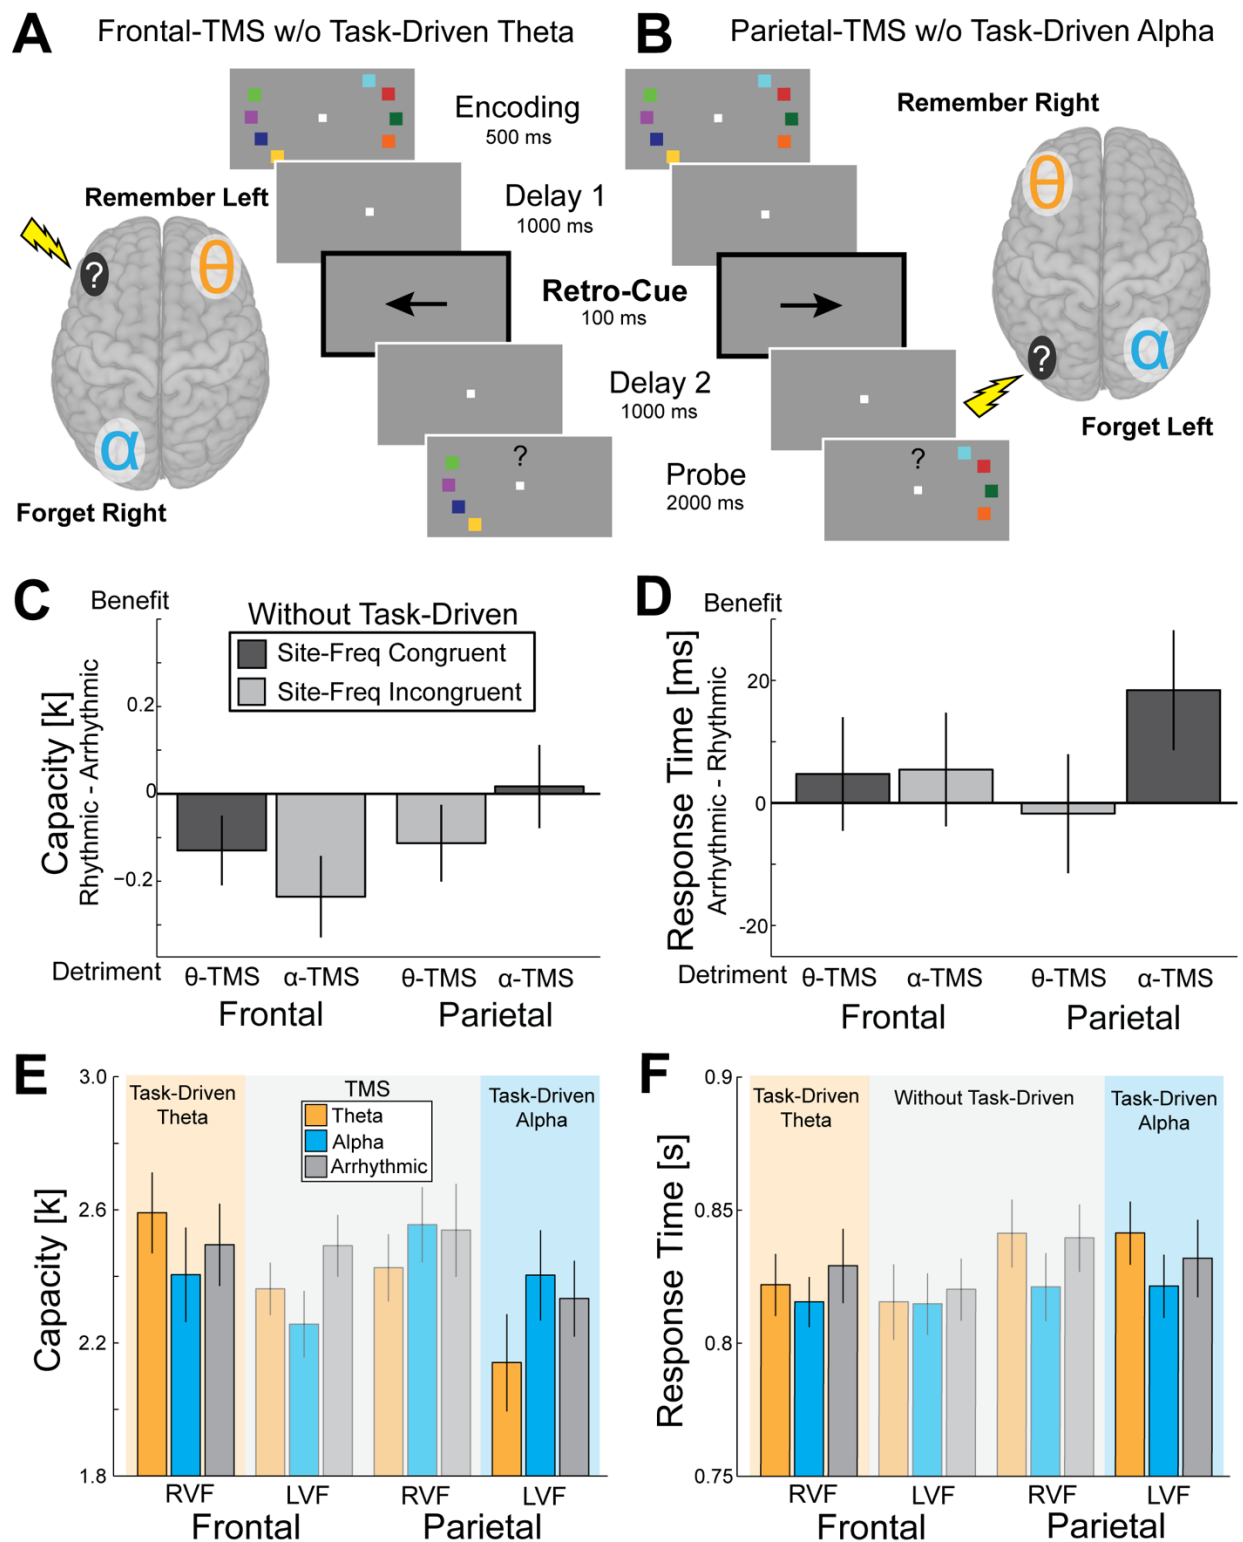 A Frontal-TMS w/o Task-Driven Theta
Encoding
500 ms
Delay 1
1000 ms
Remember Left
?
θ
Retro-Cue
100 ms
Delay 2
1000 ms
α
Forget Right
?
Probe
2000 ms
B Parietal-TMS w/o Task-Driven Alpha
Remember Right
θ
?
α
Forget Left
?
C
Benefit
Without Task-Driven
Site-Freq Congruent
Site-Freq Incongruent
Capacity [k]
Rhythmic - Arrhythmic
0.2
0
−0.2
Detriment
θ-TMS α-TMS θ-TMS α-TMS
Frontal Parietal
D
Benefit
Response Time [ms]
Arrhythmic - Rhythmic
20
0
-20
Detriment
θ-TMS α-TMS θ-TMS α-TMS
Frontal Parietal
E
Capacity [k]
3.0
2.6
2.2
1.8
Task-Driven
Theta
TMS
Theta
Alpha
Arrhythmic
Task-Driven
Alpha
RVF LVF RVF LVF
Frontal Parietal
F
Response Time [s]
0.9
0.85
0.8
0.75
Task-Driven
Theta
Without Task-Driven
Task-Driven
Alpha
RVF LVF RVF LVF
Frontal Parietal